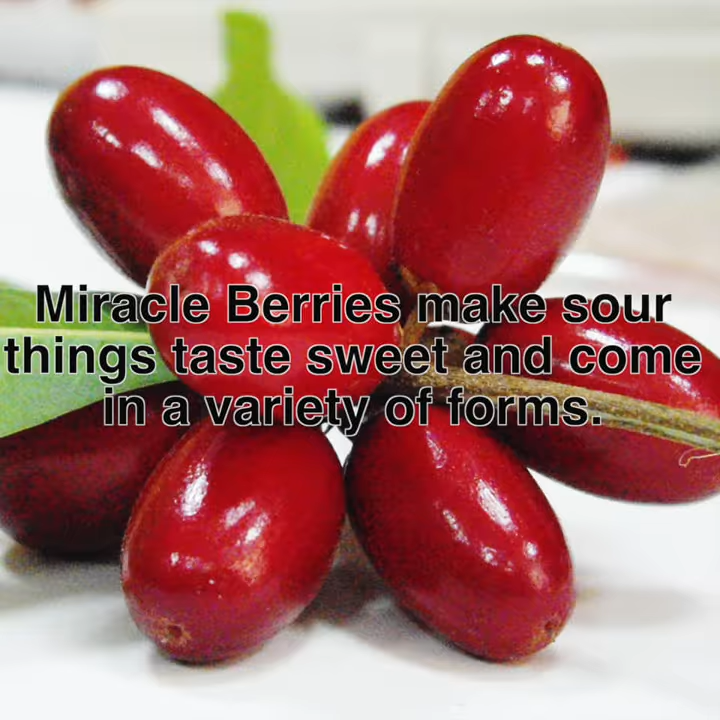 Miracle Berries make sour
things taste sweet and come
in a variety of forms.